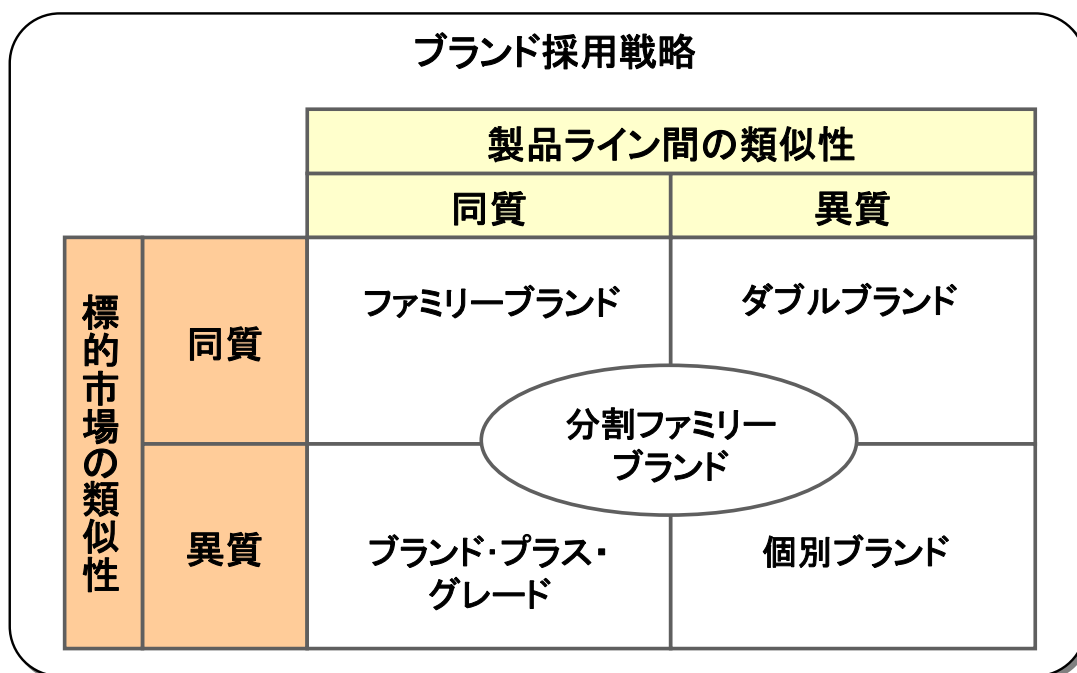 ブランド採用戦略
製品ライン間の類似性
同質
異質
標的市場の類似性
同質
ファミリーブランド
ダブルブランド
分割ファミリー
ブランド
異質
ブランド・プラス・
グレード
個別ブランド